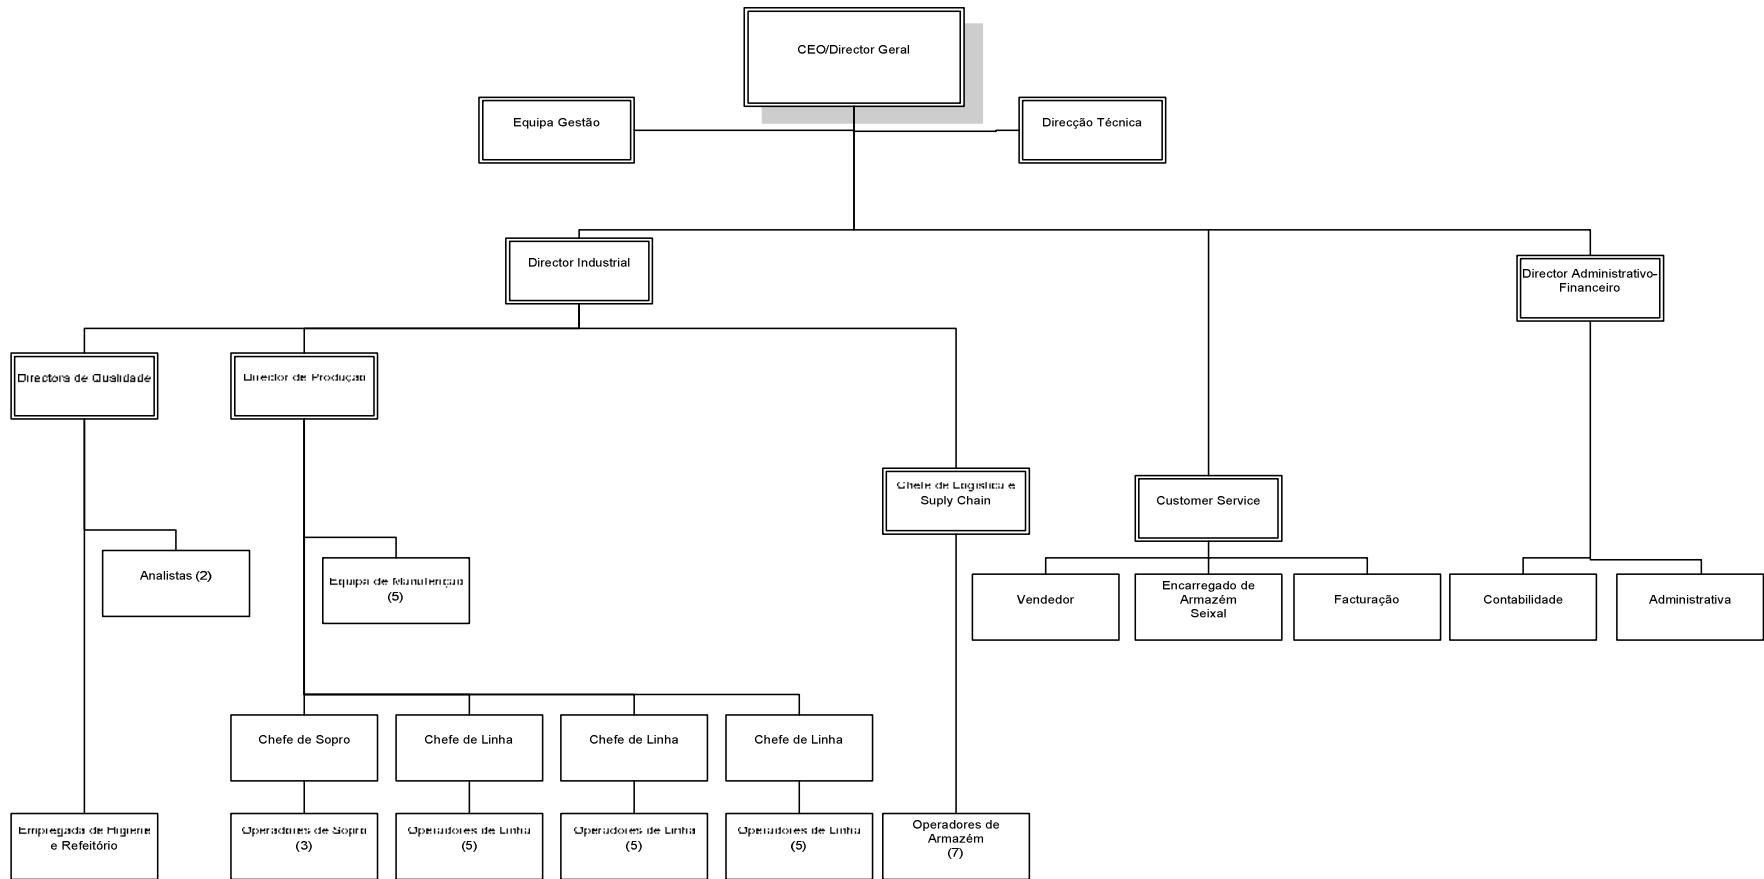 CEO/Director Geral
Equipa Gestão
Direcção Técnica
Director Industrial
Director Administrativo-
Financeiro
Directora de Qualidade
Director de Produção
Chefe de Logística e
Suply Chain
Customer Service
Analistas (2)
Equipa de Manutenção
(5)
Vendedor
Encarregado de
Armazém
Seixal
Facturação
Contabilidade
Administrativa
Chefe de Sopro
Chefe de Linha
Chefe de Linha
Chefe de Linha
Empregada de Higiene
e Refeitório
Operadores de Sopro
(3)
Operadores de Linha
(5)
Operadores de Linha
(5)
Operadores de Linha
(5)
Operadores de
Armazém
(7)